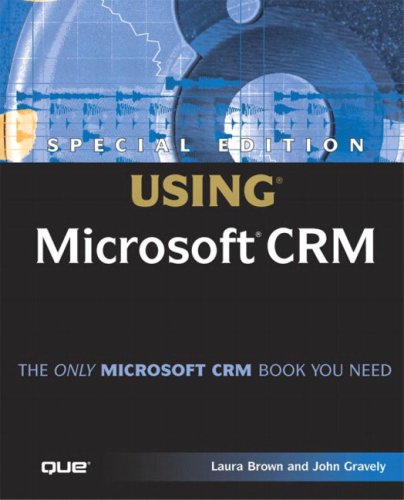 SPECIAL EDITION
USING®
Microsoft® CRM
THE ONLY MICROSOFT CRM BOOK YOU NEED
QUE®
Laura Brown and John Gravely